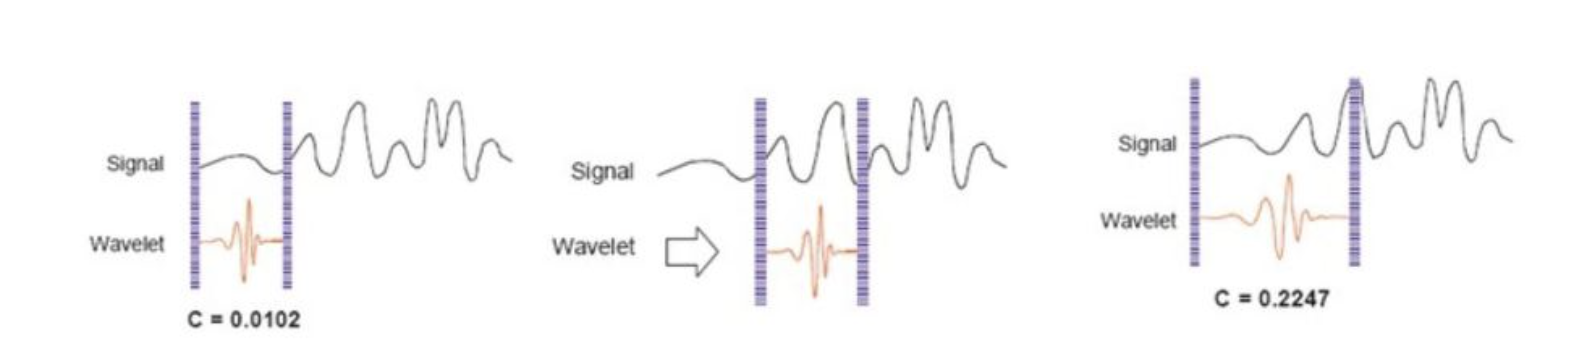 Signal
Wavelet
C = 0.0102
Signal
Wavelet
Signal
Wavelet
C = 0.2247